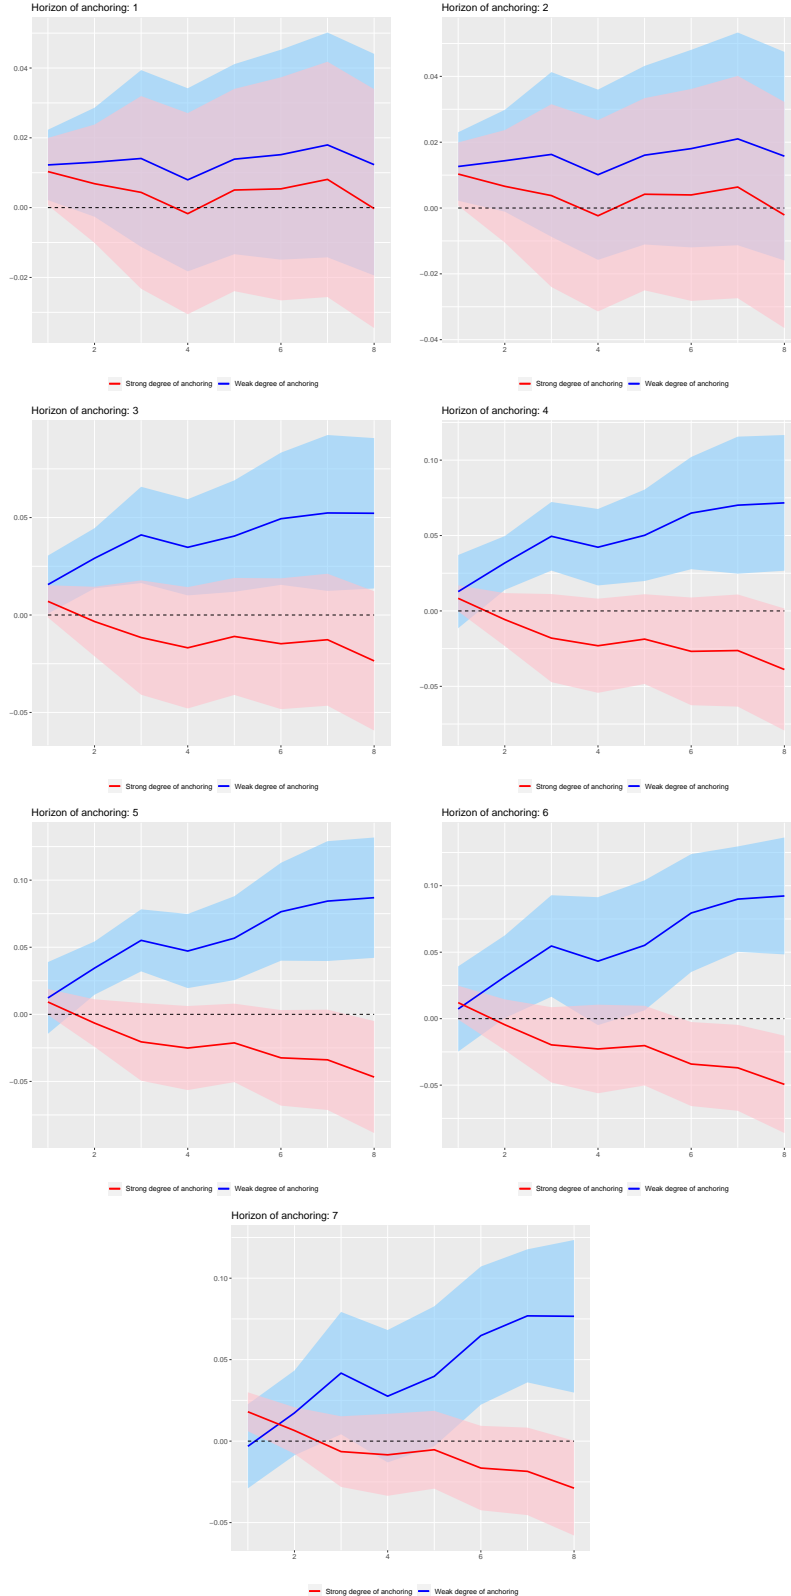 Horizon of anchoring: 1
0.04
0.02
0.00
−0.02
2 4 6 8
Strong degree of anchoring Weak degree of anchoring
Horizon of anchoring: 2
0.04
0.02
0.00
−0.02
−0.04
2 4 6 8
Strong degree of anchoring Weak degree of anchoring
Horizon of anchoring: 3
0.05
0.00
−0.05
2 4 6 8
Strong degree of anchoring Weak degree of anchoring
Horizon of anchoring: 4
0.10
0.05
0.00
−0.05
2 4 6 8
Strong degree of anchoring Weak degree of anchoring
Horizon of anchoring: 5
0.10
0.05
0.00
−0.05
2 4 6 8
Strong degree of anchoring Weak degree of anchoring
Horizon of anchoring: 6
0.10
0.05
0.00
−0.05
2 4 6 8
Strong degree of anchoring Weak degree of anchoring
Horizon of anchoring: 7
0.10
0.05
0.00
−0.05
2 4 6 8
Strong degree of anchoring Weak degree of anchoring